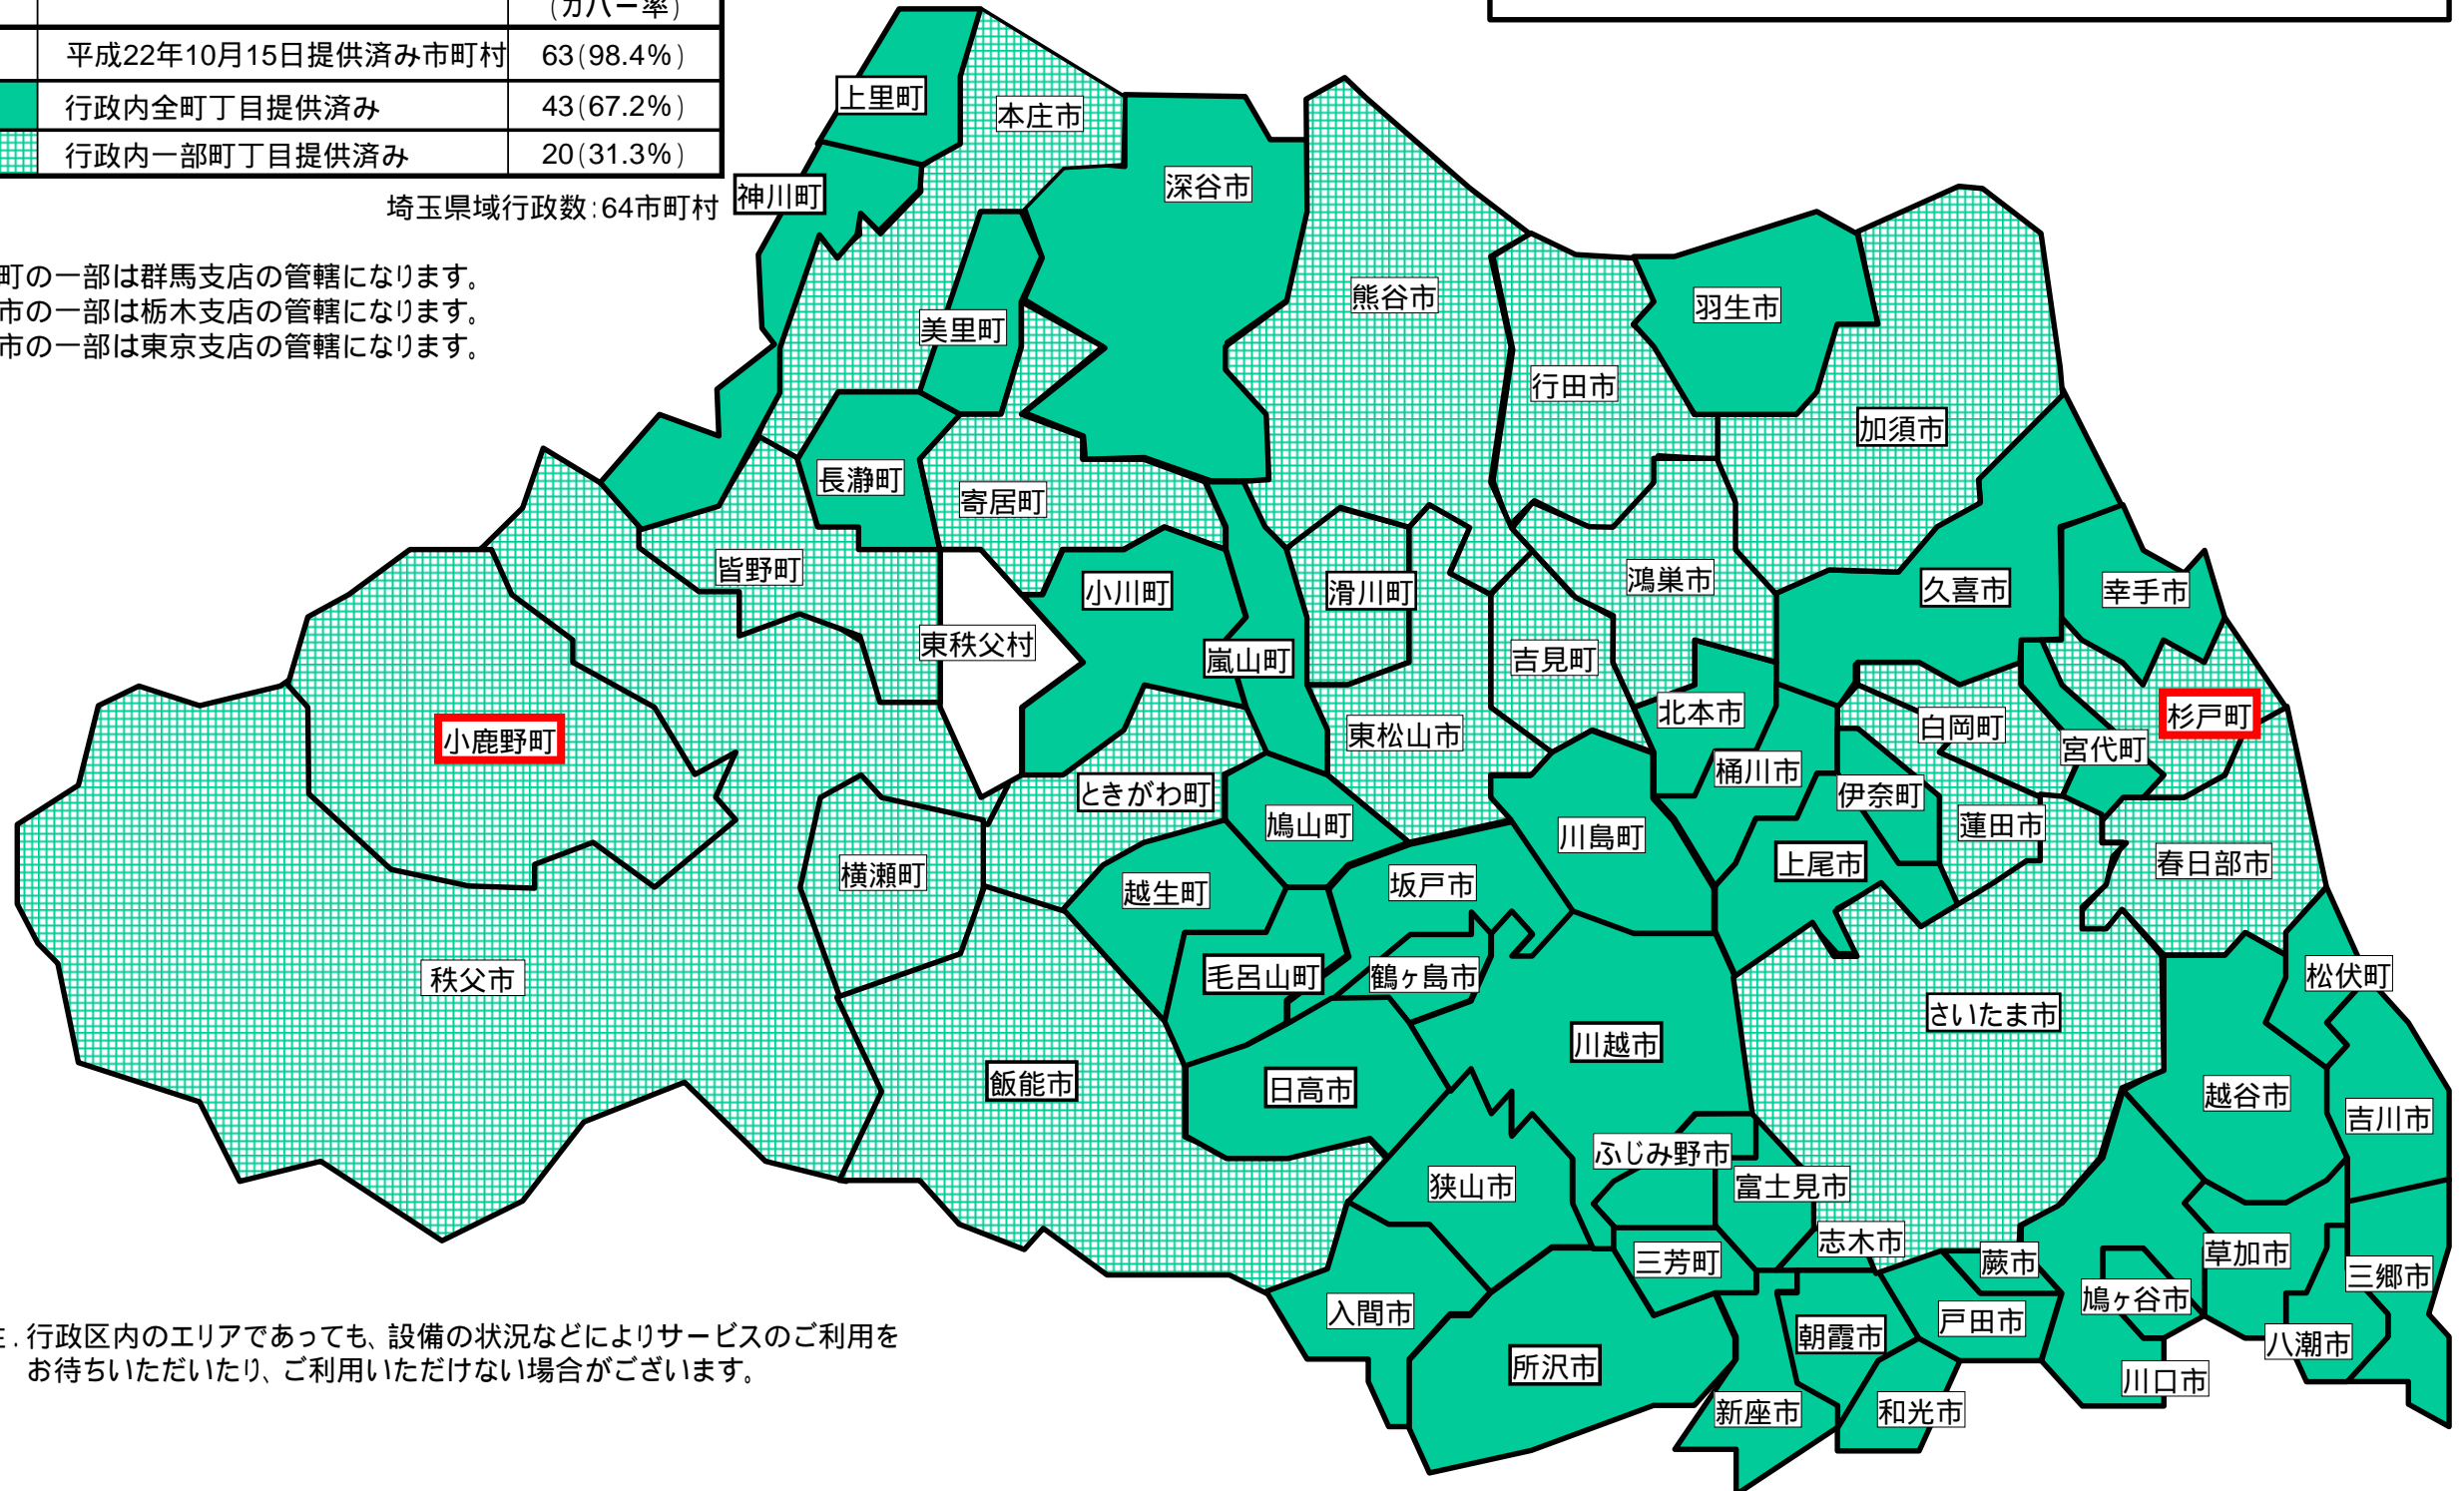 (カバー率)
平成22年10月15日提供済み市町村 63(98.4%)
行政内全町丁目提供済み 43(67.2%)
行政内一部町丁目提供済み 20(31.3%)
埼玉県域行政数:64市町村
町の一部は群馬支店の管轄になります。
市の一部は栃木支店の管轄になります。
市の一部は東京支店の管轄になります。
上里町
本庄市
神川町
深谷市
熊谷市
羽生市
美里町
行田市
加須市
長瀞町
寄居町
皆野町
小川町
滑川町
鴻巣市
久喜市
幸手市
東秩父村
嵐山町
吉見町
北本市
白岡町
杉戸町
小鹿野町
東松山市
宮代町
桶川市
ときがわ町
伊奈町
鳩山町
川島町
蓮田市
横瀬町
越生町
坂戸市
上尾市
春日部市
秩父市
毛呂山町
鶴ヶ島市
松伏町
さいたま市
川越市
飯能市
日高市
越谷市
吉川市
ふじみ野市
狭山市
富士見市
志木市
三芳町
蕨市
草加市
三郷市
鳩ヶ谷市
入間市
戸田市
朝霞市
八潮市
所沢市
川口市
新座市
和光市
注.行政区内のエリアであっても、設備の状況などによりサービスのご利用を
お待ちいただいたり、ご利用いただけない場合がございます。